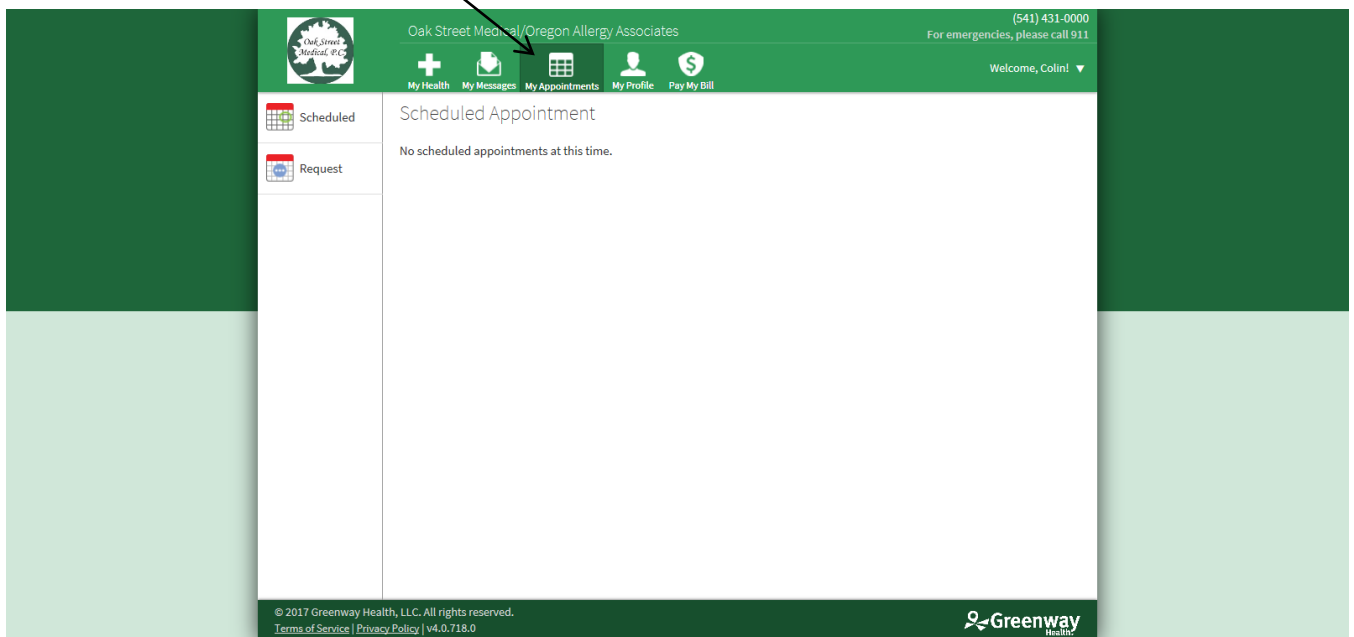 Oak Street
Medical, P.C.
Oak Street Medical/Oregon Allergy Associates
(541) 431-0000
For emergencies, please call 911
My Health My Messages My Appointments My Profile Pay My Bill
Welcome, Colin! ▼
Scheduled
Request
Scheduled Appointment
No scheduled appointments at this time.
© 2017 Greenway Health, LLC. All rights reserved.
Terms of Service | Privacy Policy | v4.0.718.0
Greenway
Health